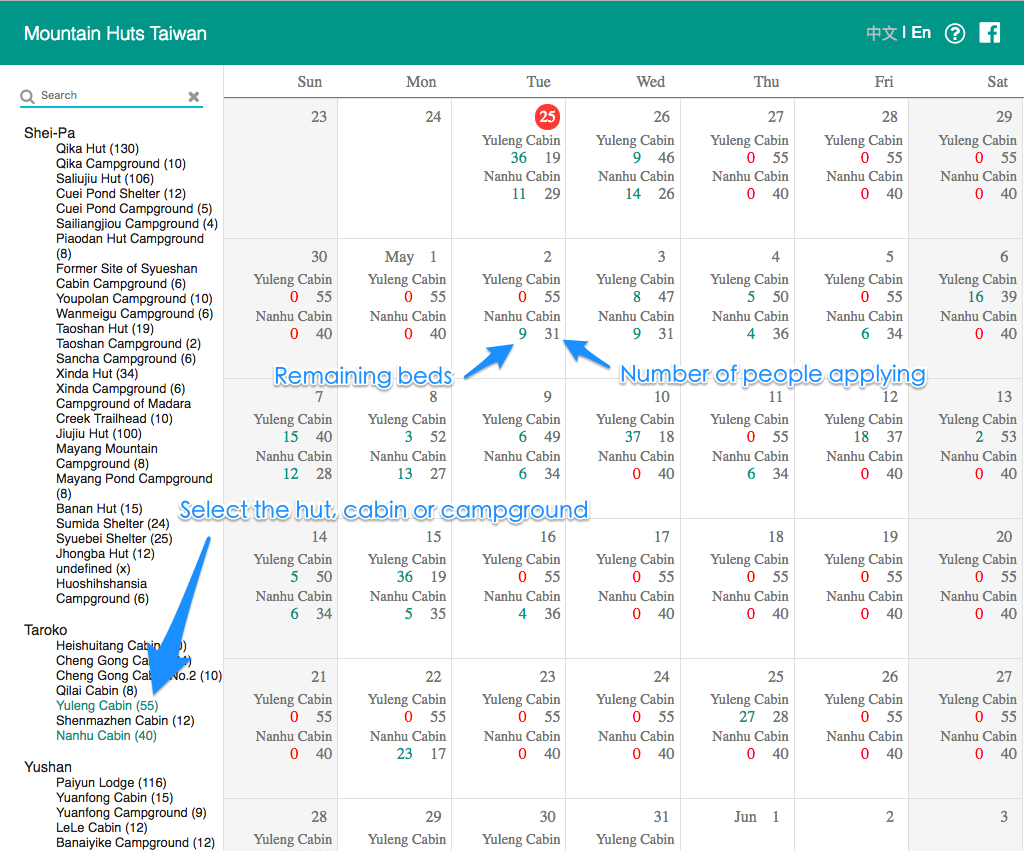 Mountain Huts Taiwan
中文 | En ?
Search
Shei-Pa
Qika Hut (130)
Qika Campground (10)
Saliujiu Hut (106)
Cuei Pond Shelter (12)
Cuei Pond Campground (5)
Sailiangjiou Campground (4)
Piaodan Hut Campground
(8)
Former Site of Syueshan
Cabin Campground (6)
Youpolan Campground (10)
Wanmeigu Campground (6)
Taoshan Hut (19)
Taoshan Campground (2)
Sancha Campground (6)
Xinda Hut (34)
Xinda Campground (6)
Campground of Madara
Creek Trailhead (10)
Jiujiu Hut (100)
Mayang Mountain
Campground (8)
Mayang Pond Campground
(8)
Banan Hut (15)
Sumida Shelter (24)
Syuebei Shelter (25)
Jhongba Hut (12)
undefined (x)
Huoshihshansia
Campground (6)
Taroko
Heishuitang Cabin
Cheng Gong
Cheng Gong No.2 (10)
Qilai Cabin (8)
Yuleng Cabin (55)
Shenmazhen Cabin (12)
Nanhu Cabin (40)
Yushan
Paiyun Lodge (116)
Yuanfong Cabin (15)
Yuanfong Campground (9)
LeLe Cabin (12)
Banaiyike Campground (12)
Sun Mon Tue Wed Thu Fri Sat
23 24 25 26 27 28 29
Yuleng Cabin Yuleng Cabin Yuleng Cabin Yuleng Cabin Yuleng Cabin
36 19 9 46 0 55 0 55 0 55
Nanhu Cabin Nanhu Cabin Nanhu Cabin Nanhu Cabin Nanhu Cabin
11 29 14 26 0 40 0 40 0 40
30 May 1 2 3 4 5 6
Yuleng Cabin Yuleng Cabin Yuleng Cabin Yuleng Cabin Yuleng Cabin Yuleng Cabin Yuleng Cabin
0 55 0 55 0 55 8 47 5 50 0 55 16 39
Nanhu Cabin Nanhu Cabin Nanhu Cabin Nanhu Cabin Nanhu Cabin Nanhu Cabin Nanhu Cabin
0 40 0 40 9 31 9 31 4 36 6 34 0 40
Remaining beds Number of people applying
7 8 9 10 11 12 13
Yuleng Cabin Yuleng Cabin Yuleng Cabin Yuleng Cabin Yuleng Cabin Yuleng Cabin Yuleng Cabin
15 40 3 52 6 49 37 18 0 55 18 37 2 53
Nanhu Cabin Nanhu Cabin Nanhu Cabin Nanhu Cabin Nanhu Cabin Nanhu Cabin Nanhu Cabin
12 28 13 27 6 34 0 40 6 34 0 40 0 40
Select the hut, cabin or campground
14 15 16 17 18 19 20
Yuleng Cabin Yuleng Cabin Yuleng Cabin Yuleng Cabin Yuleng Cabin Yuleng Cabin Yuleng Cabin
5 50 36 19 0 55 0 55 0 55 0 55 0 55
Nanhu Cabin Nanhu Cabin Nanhu Cabin Nanhu Cabin Nanhu Cabin Nanhu Cabin Nanhu Cabin
6 34 5 35 4 36 0 40 0 40 0 40 0 40
21 22 23 24 25 26 27
Yuleng Cabin Yuleng Cabin Yuleng Cabin Yuleng Cabin Yuleng Cabin Yuleng Cabin Yuleng Cabin
0 55 0 55 0 55 0 55 27 28 0 55 0 55
Nanhu Cabin Nanhu Cabin Nanhu Cabin Nanhu Cabin Nanhu Cabin Nanhu Cabin Nanhu Cabin
0 40 23 17 0 40 0 40 0 40 0 40 0 40
28 29 30 31 Jun 1 2 3
Yuleng Cabin Yuleng Cabin Yuleng Cabin Yuleng Cabin